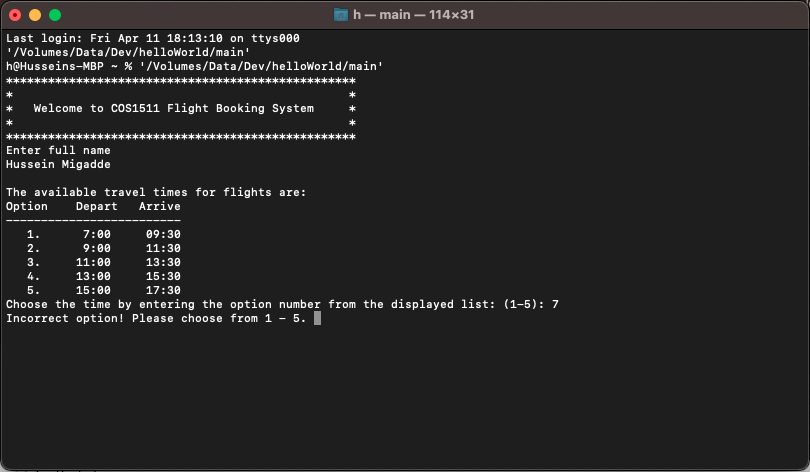 h — main — 114×31
Last login: Fri Apr 11 18:13:10 on ttys000
'/Volumes/Data/Dev/helloWorld/main'
h@Husseins-MBP ~ % '/Volumes/Data/Dev/helloWorld/main'
**************************************************
*                                                *
*   Welcome to COS1511 Flight Booking System     *
*                                                *
**************************************************
Enter full name
Hussein Migadde

The available travel times for flights are:
Option    Depart   Arrive
-------------------------
   1.      7:00     09:30
   2.      9:00     11:30
   3.     11:00     13:30
   4.     13:00     15:30
   5.     15:00     17:30
Choose the time by entering the option number from the displayed list: (1-5): 7
Incorrect option! Please choose from 1 - 5.